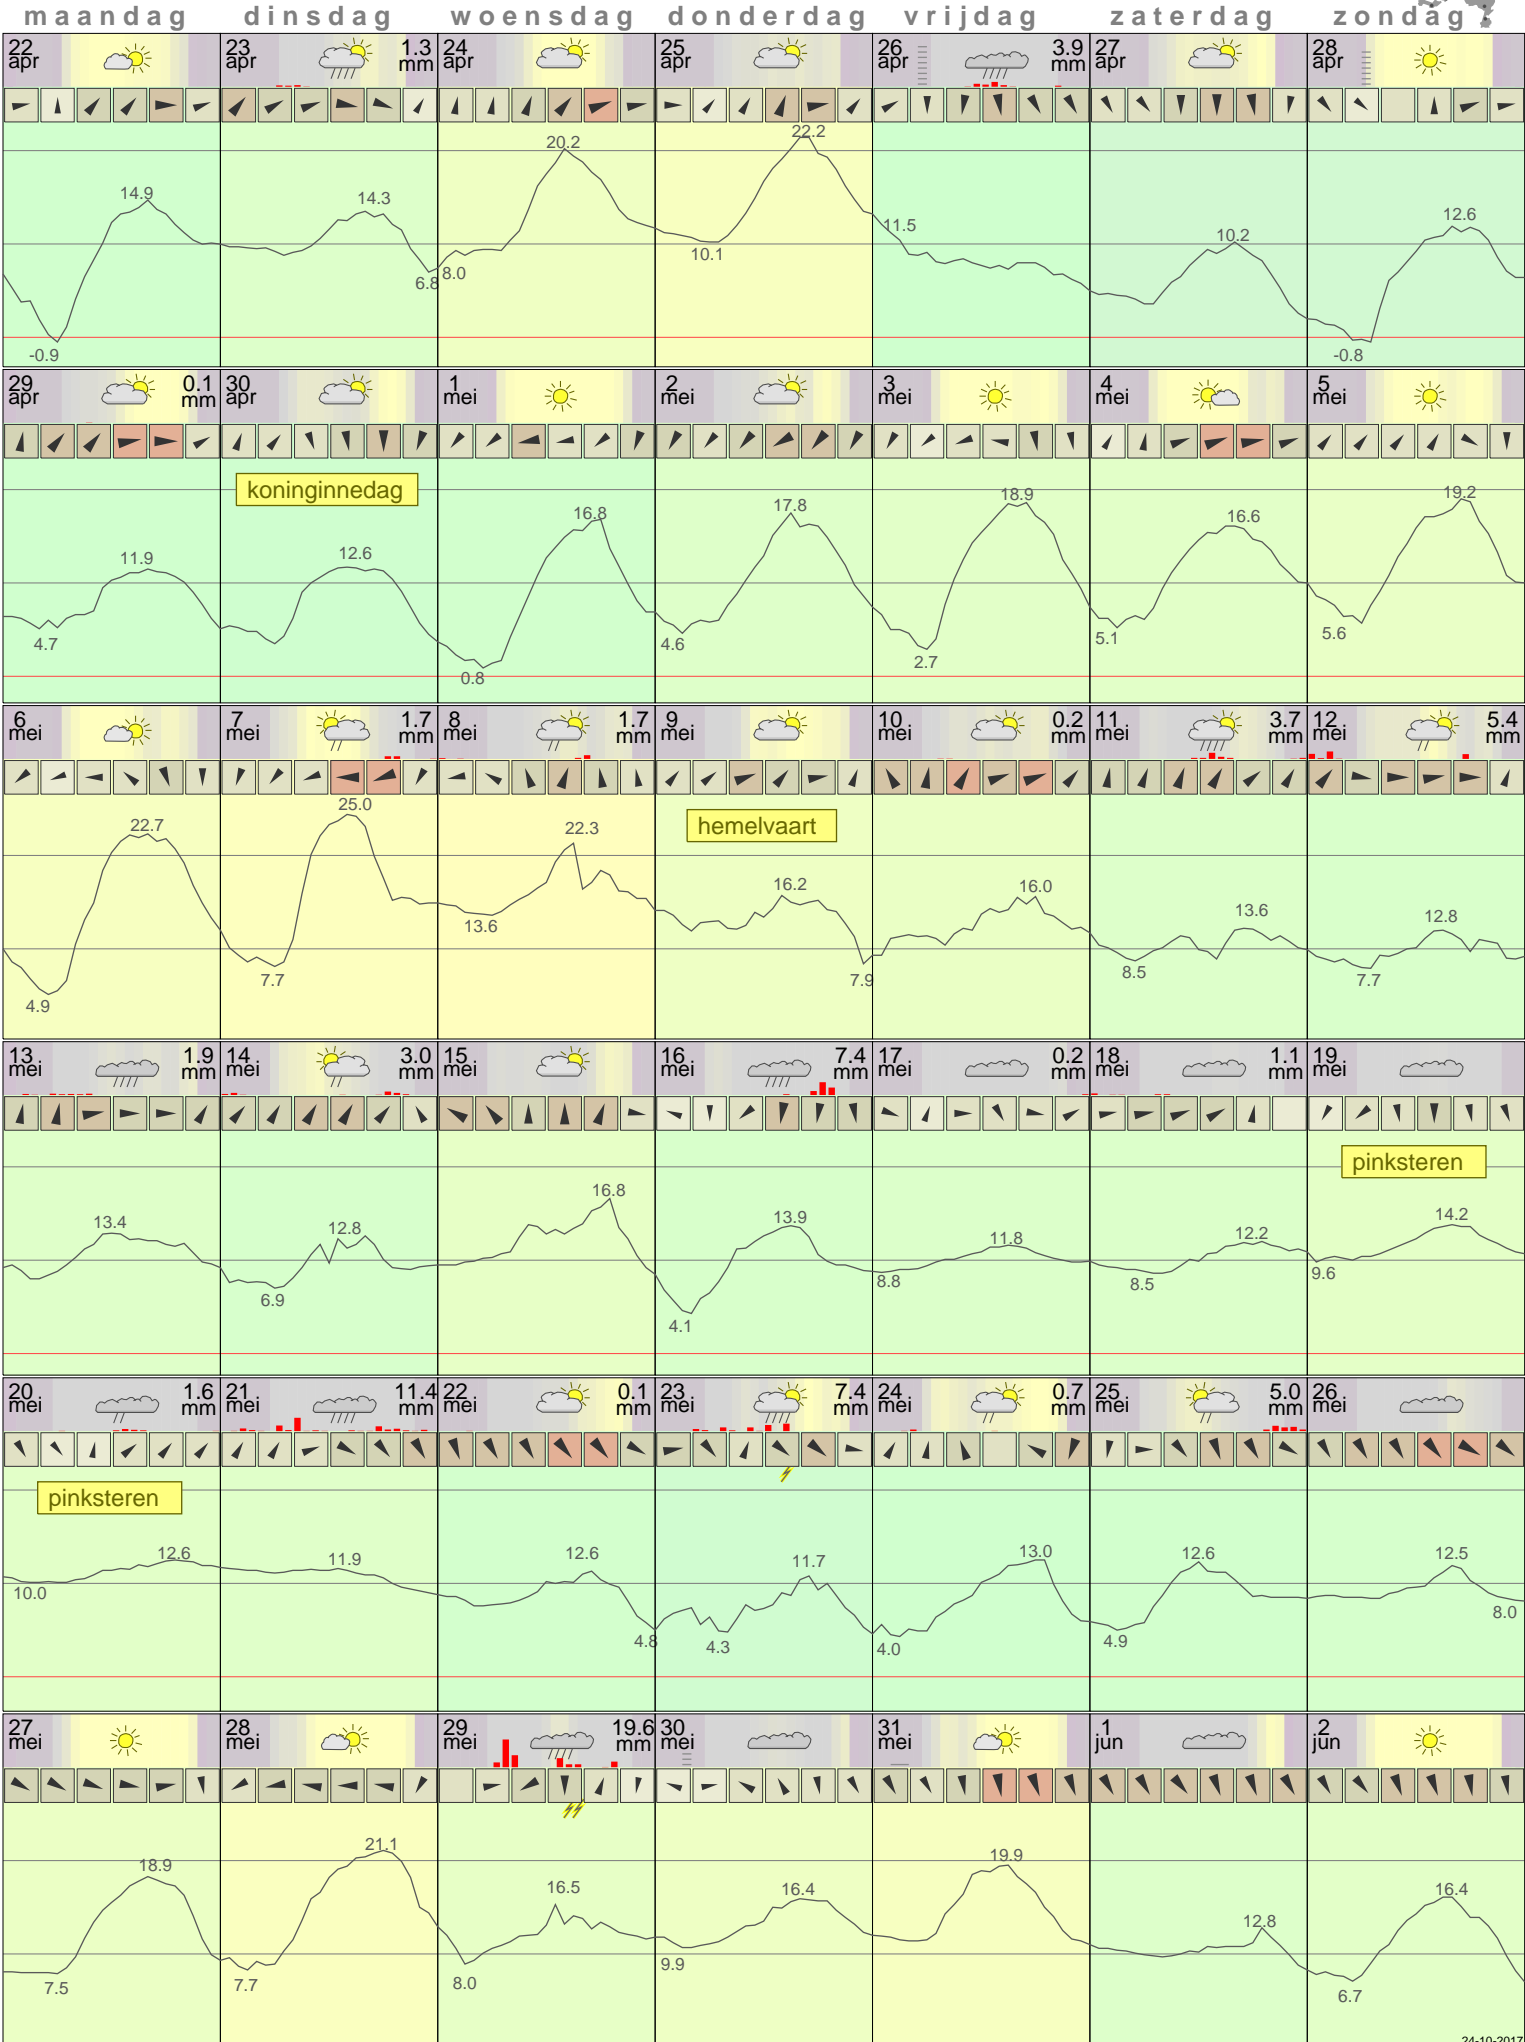 maandag dinsdag woensdag donderdag vrijdag zaterdag zondag
22 apr 23 apr 1.3 mm 24 apr 25 apr 26 apr 3.9 mm 27 apr 28 apr
14.9 -0.9 14.3 6.8 8.0 20.2 10.1 22.2 11.5 10.2 -0.8 12.6
29 apr 0.1 mm 30 apr 1 mei 2 mei 3 mei 4 mei 5 mei
koninginnedag
4.7 11.9 12.6 0.8 16.8 4.6 17.8 2.7 18.9 5.1 16.6 5.6 19.2
6 mei 7 mei 1.7 mm 8 mei 1.7 mm 9 mei 10 mei 0.2 mm 11 mei 3.7 mm 12 mei 5.4 mm
hemelvaart
4.9 22.7 7.7 25.0 13.6 22.3 16.2 7.9 16.0 8.5 13.6 7.7 12.8
13 mei 1.9 mm 14 mei 3.0 mm 15 mei 16 mei 7.4 mm 17 mei 0.2 mm 18 mei 1.1 mm 19 mei
pinksteren
13.4 6.9 12.8 16.8 4.1 13.9 8.8 11.8 8.5 12.2 9.6 14.2
20 mei 1.6 mm 21 mei 11.4 mm 22 mei 0.1 mm 23 mei 7.4 mm 24 mei 0.7 mm 25 mei 5.0 mm 26 mei
pinksteren
10.0 12.6 11.9 12.6 4.8 4.3 11.7 4.0 13.0 4.9 12.6 12.5 8.0
27 mei 28 mei 29 mei 19.6 mm 30 mei 31 mei 1 jun 2 jun
7.5 18.9 7.7 21.1 8.0 16.5 9.9 16.4 19.9 12.8 6.7 16.4
24-10-2017